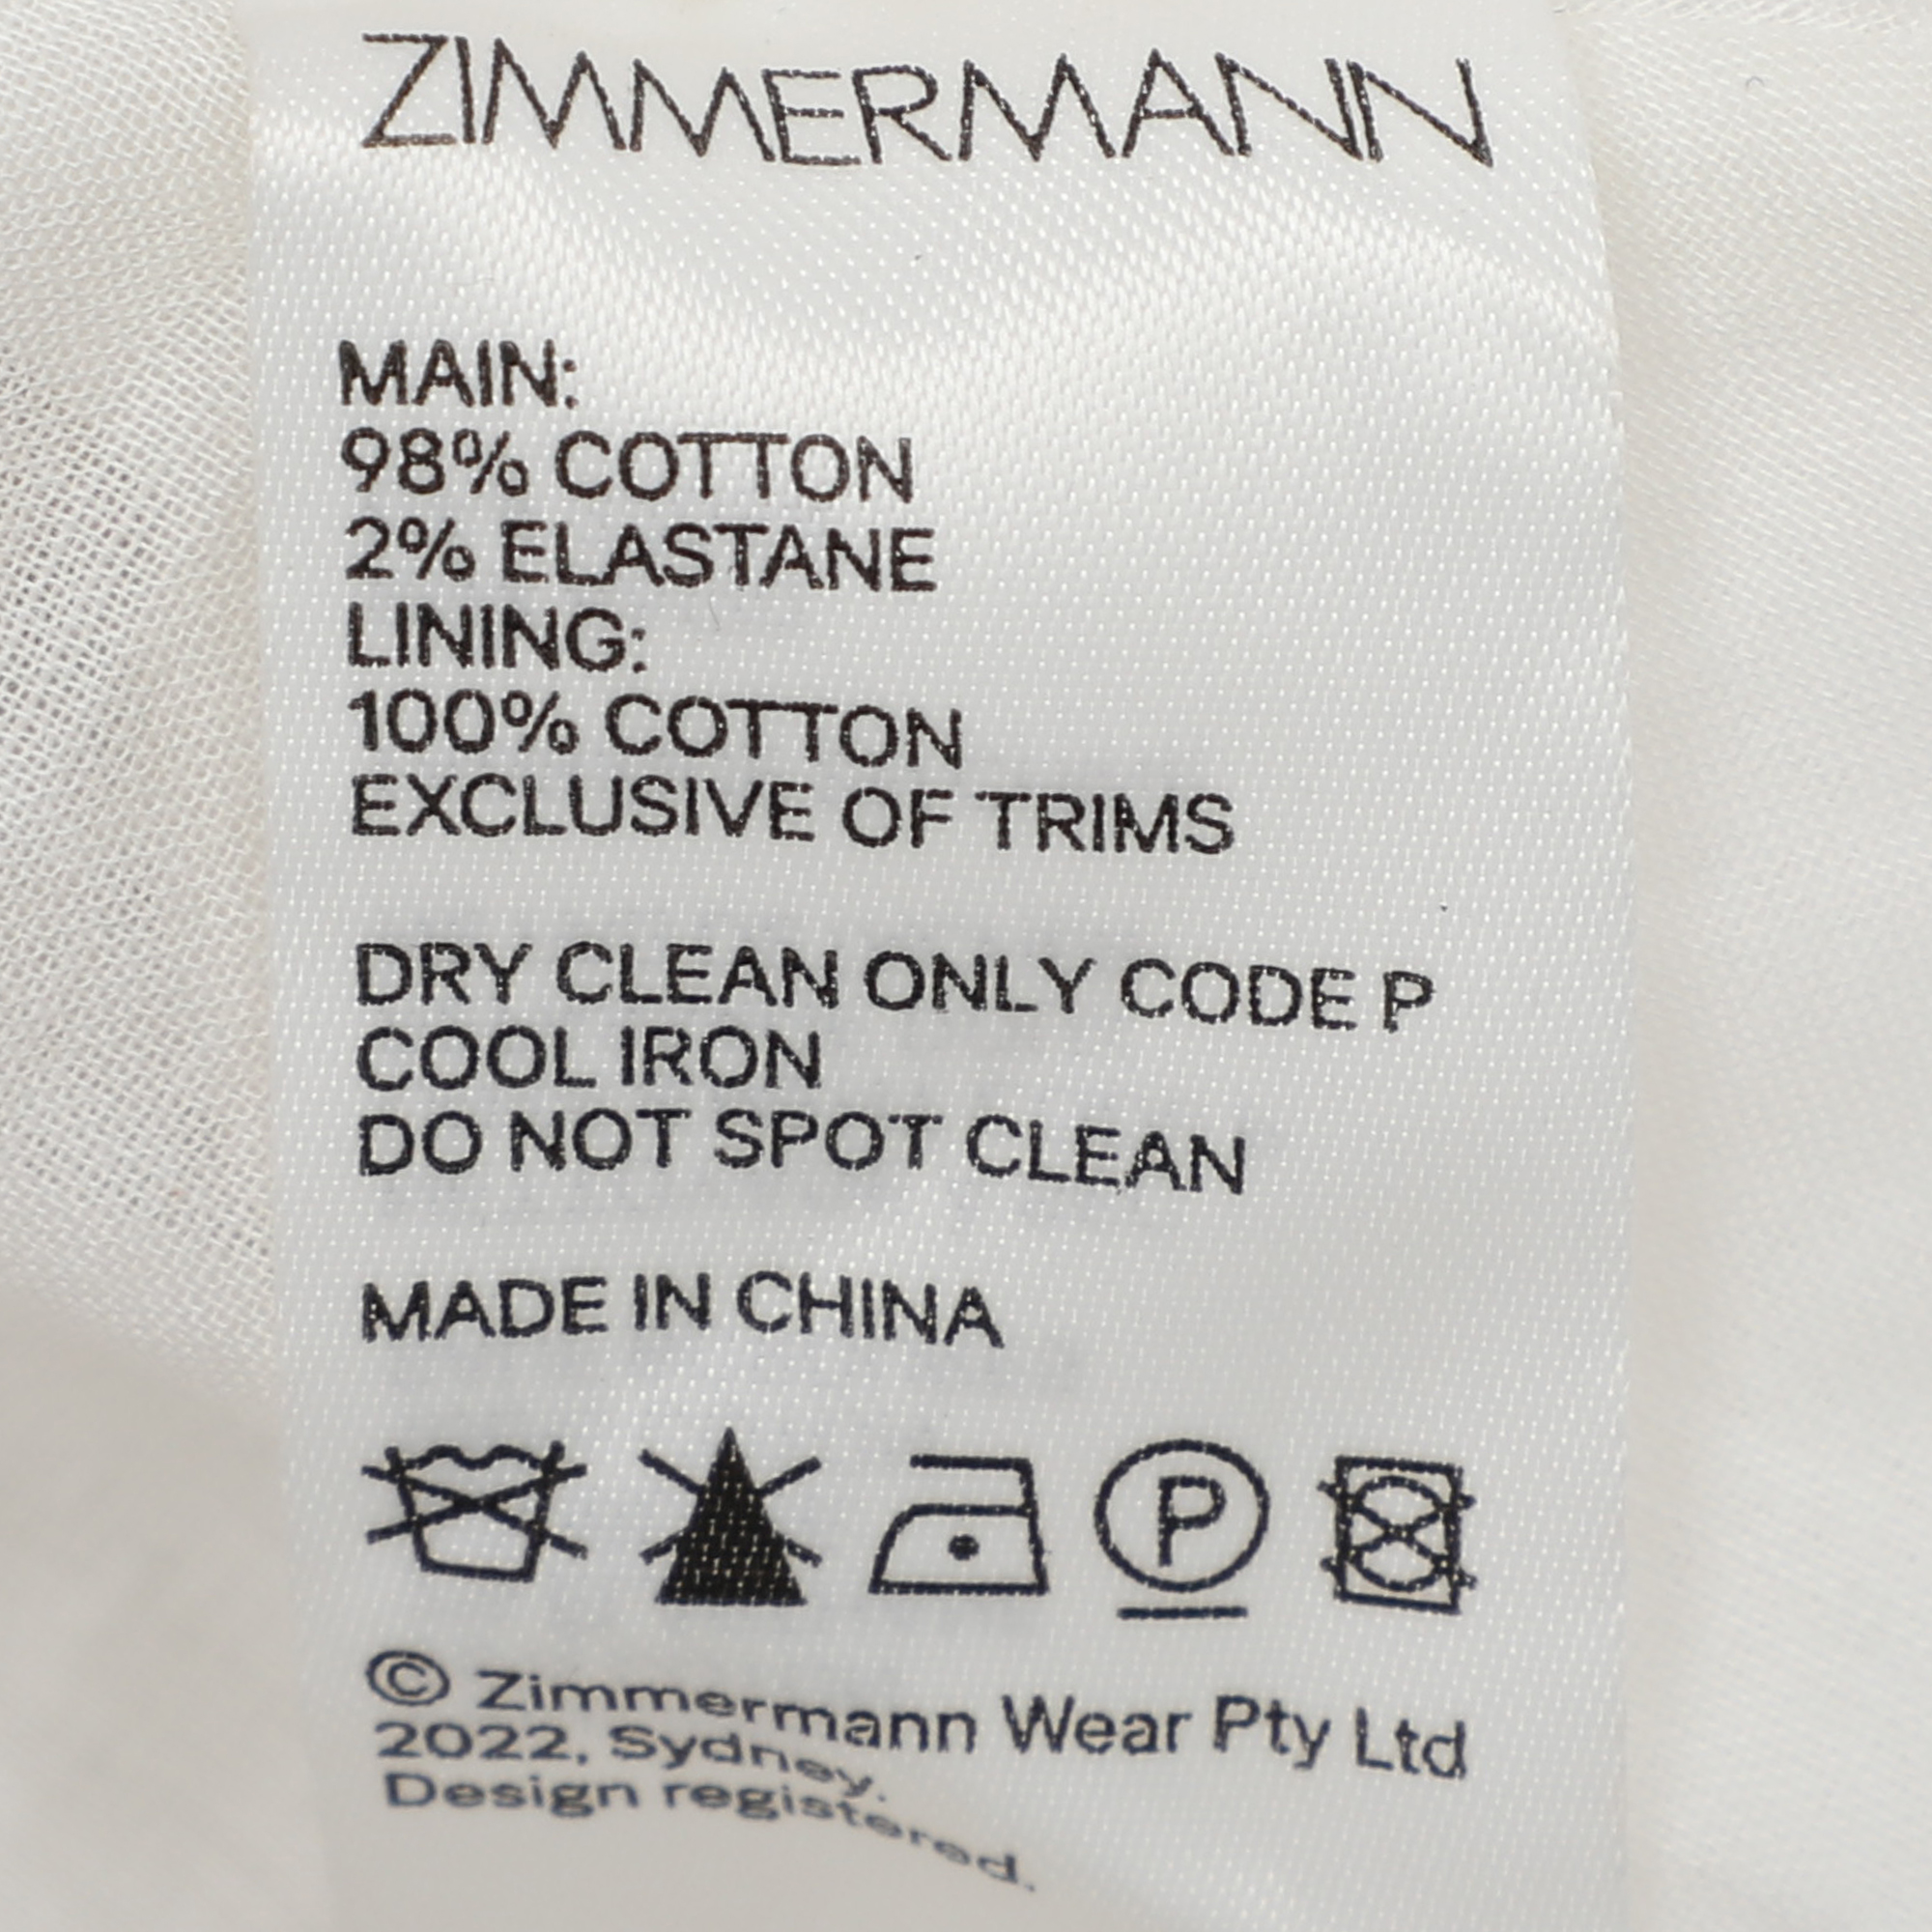 ZIMMERMANN
MAIN:
98% COTTON
2% ELASTANE
LINING:
100% COTTON
EXCLUSIVE OF TRIMS
DRY CLEAN ONLY CODE P
COOL IRON
DO NOT SPOT CLEAN
MADE IN CHINA
P
© Zimmermann Wear Pty Ltd
2022, Sydney.
Design registered.